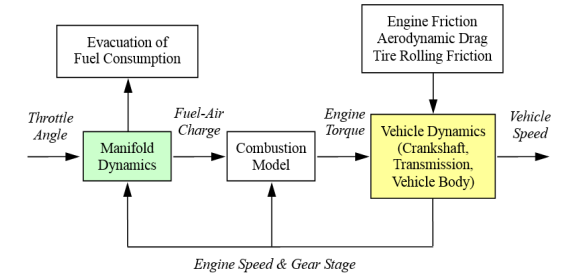 Engine Friction
Aerodynamic Drag
Tire Rolling Friction
Evacuation of
Fuel Consumption
Throttle
Angle
Fuel-Air
Charge
Engine
Torque
Vehicle
Speed
Manifold
Dynamics
Combustion
Model
Vehicle Dynamics
(Crankshaft,
Transmission,
Vehicle Body)
Engine Speed & Gear Stage